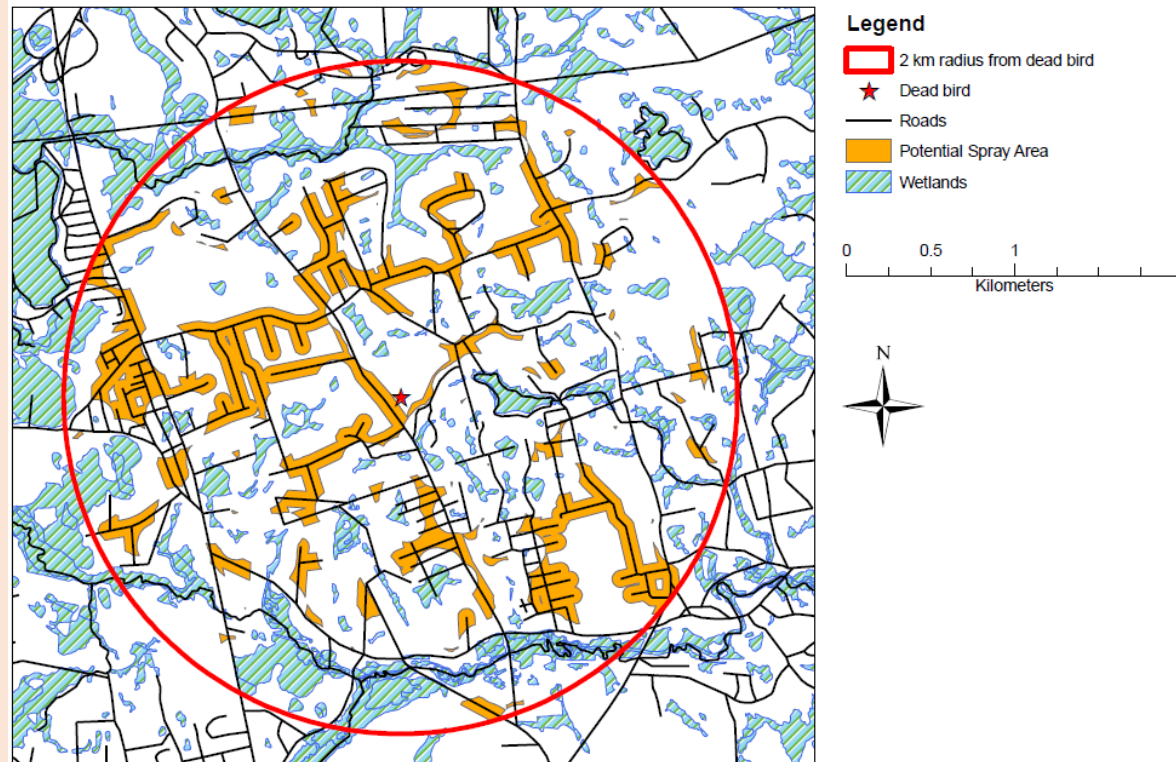 Legend
2 km radius from dead bird
Dead bird
Roads
Potential Spray Area
Wetlands
0 0.5 1
Kilometers
N